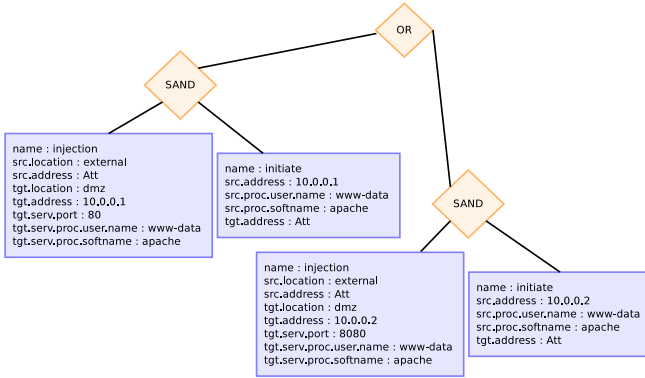 OR
SAND
name : injection
src.location : external
src.address : Att
tgt.location : dmz
tgt.address : 10.0.0.1
tgt.serv.port : 80
tgt.serv.proc.user.name : www-data
tgt.serv.proc.softname : apache
name : initiate
src.address : 10.0.0.1
src.proc.user.name : www-data
src.proc.softname : apache
tgt.address : Att
SAND
name : injection
src.location : external
src.address : Att
tgt.location : dmz
tgt.address : 10.0.0.2
tgt.serv.port : 8080
tgt.serv.proc.user.name : www-data
tgt.serv.proc.softname : apache
name : initiate
src.address : 10.0.0.2
src.proc.user.name : www-data
src.proc.softname : apache
tgt.address : Att